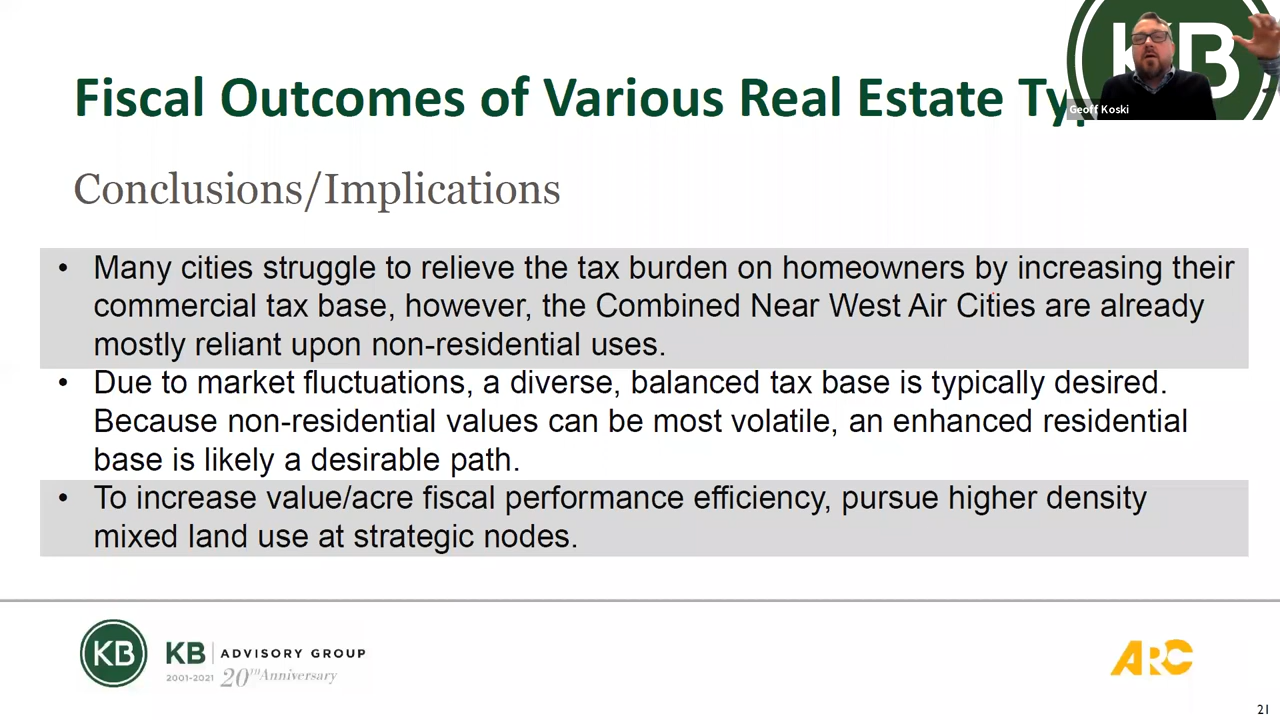 Fiscal Outcomes of Various Real Estate
KB
Geoff Koski
Conclusions/Implications
• Many cities struggle to relieve the tax burden on homeowners by increasing their
commercial tax base, however, the Combined Near West Air Cities are already
mostly reliant upon non-residential uses.
• Due to market fluctuations, a diverse, balanced tax base is typically desired.
Because non-residential values can be most volatile, an enhanced residential
base is likely a desirable path.
• To increase value/acre fiscal performance efficiency, pursue higher density
mixed land use at strategic nodes.
KB
KB ADVISORY GROUP
2001-2021 20th Anniversary
ARC
21